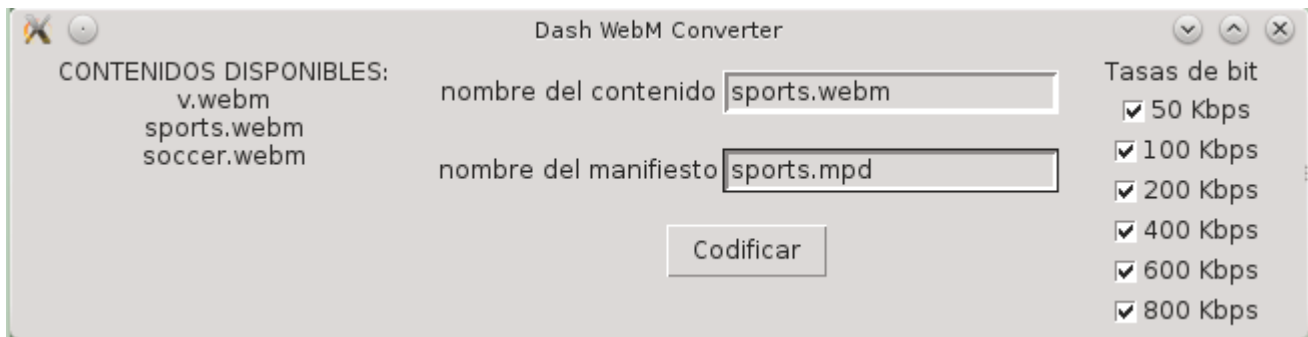 Dash WebM Converter
CONTENIDOS DISPONIBLES:
v.webm
sports.webm
soccer.webm
nombre del contenido sports.webm
nombre del manifiesto sports.mpd
Codificar
Tasas de bit
50 Kbps
100 Kbps
200 Kbps
400 Kbps
600 Kbps
800 Kbps